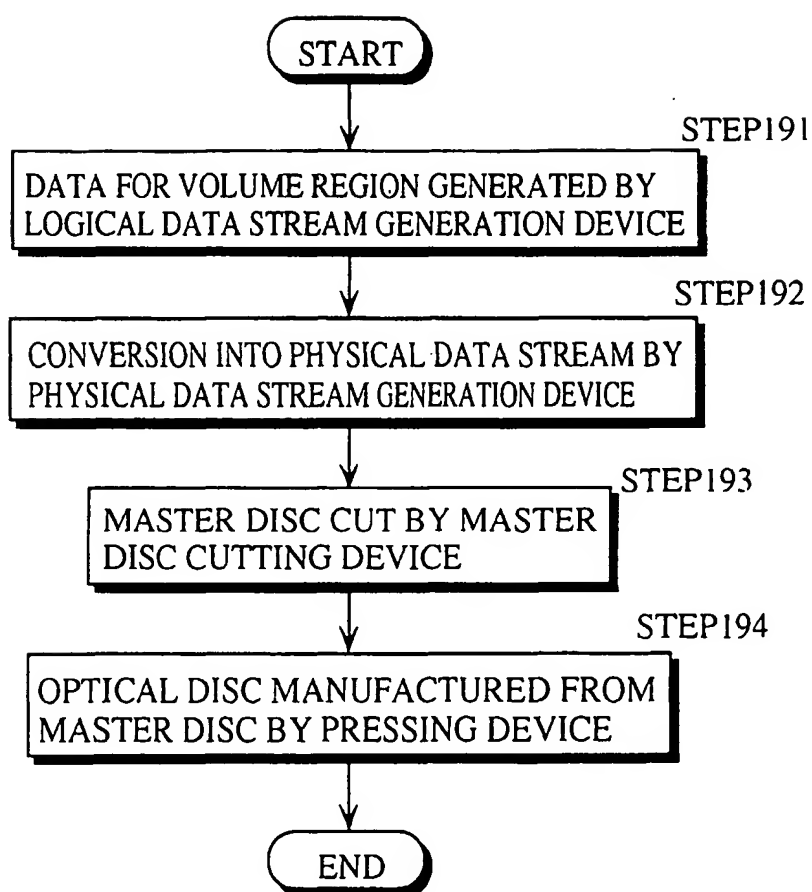 START
STEP191
DATA FOR VOLUME REGION GENERATED BY
LOGICAL DATA STREAM GENERATION DEVICE
STEP192
CONVERSION INTO PHYSICAL DATA STREAM BY
PHYSICAL DATA STREAM GENERATION DEVICE
STEP193
MASTER DISC CUT BY MASTER
DISC CUTTING DEVICE
STEP194
OPTICAL DISC MANUFACTURED FROM
MASTER DISC BY PRESSING DEVICE
END